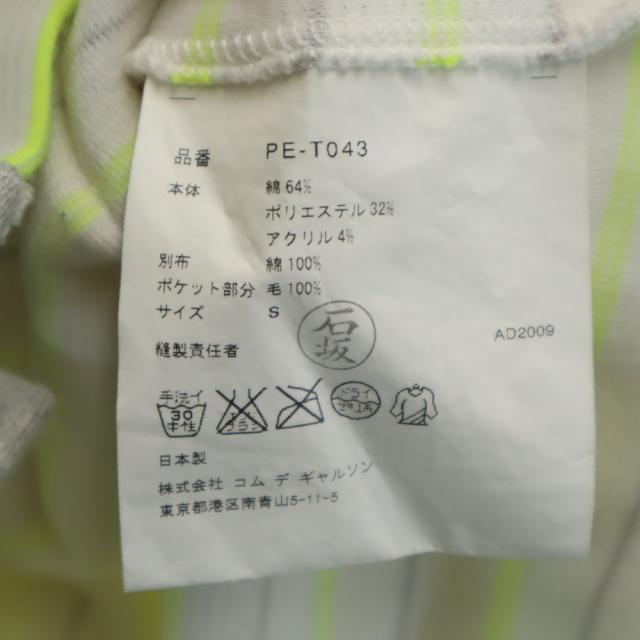 品番 PE-T043
本体 綿 64%
ポリエステル 32%
アクリル 4%
別布 綿 100%
ポケット部分 毛 100%
サイズ S
石坂
AD2009
縫製責任者
手洗イ
30
中性
日本製
株式会社 コム デ ギャルソン
東京都港区南青山5-11-5